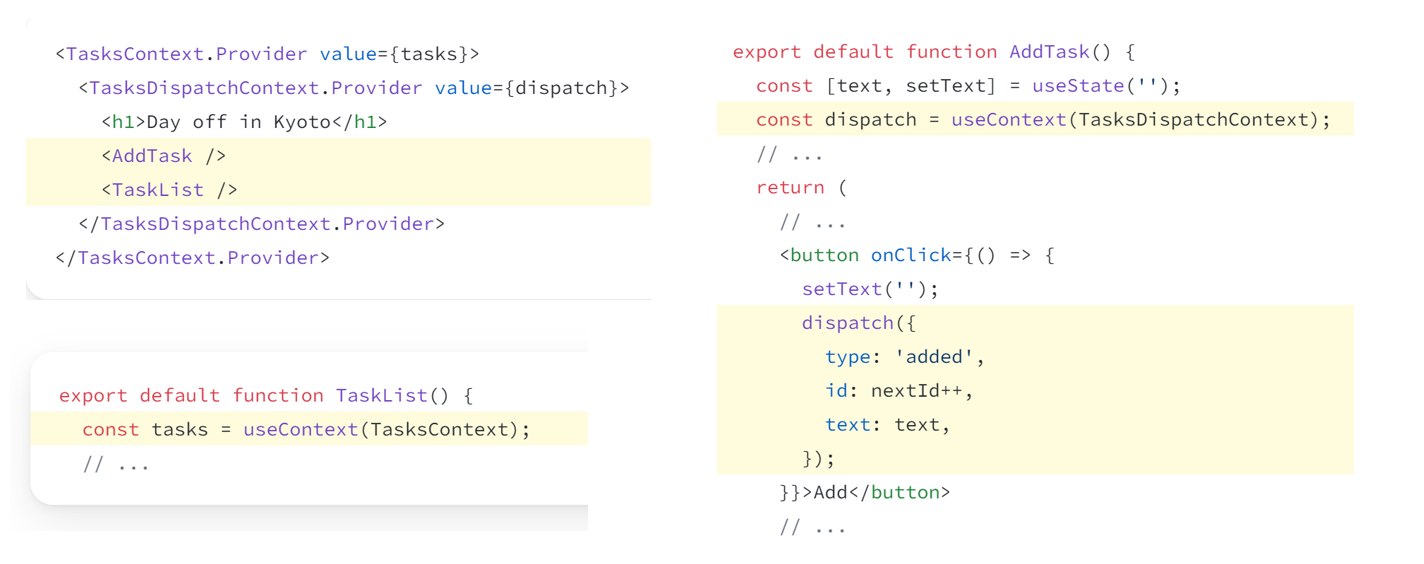 <TasksContext.Provider value={tasks}>
  <TasksDispatchContext.Provider value={dispatch}>
    <h1>Day off in Kyoto</h1>
    <AddTask />
    <TaskList />
  </TasksDispatchContext.Provider>
</TasksContext.Provider>
export default function TaskList() {
  const tasks = useContext(TasksContext);
  // ...
export default function AddTask() {
  const [text, setText] = useState('');
  const dispatch = useContext(TasksDispatchContext);
  // ...
  return (
    // ...
    <button onClick={() => {
      setText('');
      dispatch({
        type: 'added',
        id: nextId++,
        text: text,
      });
    }}>Add</button>
    // ...